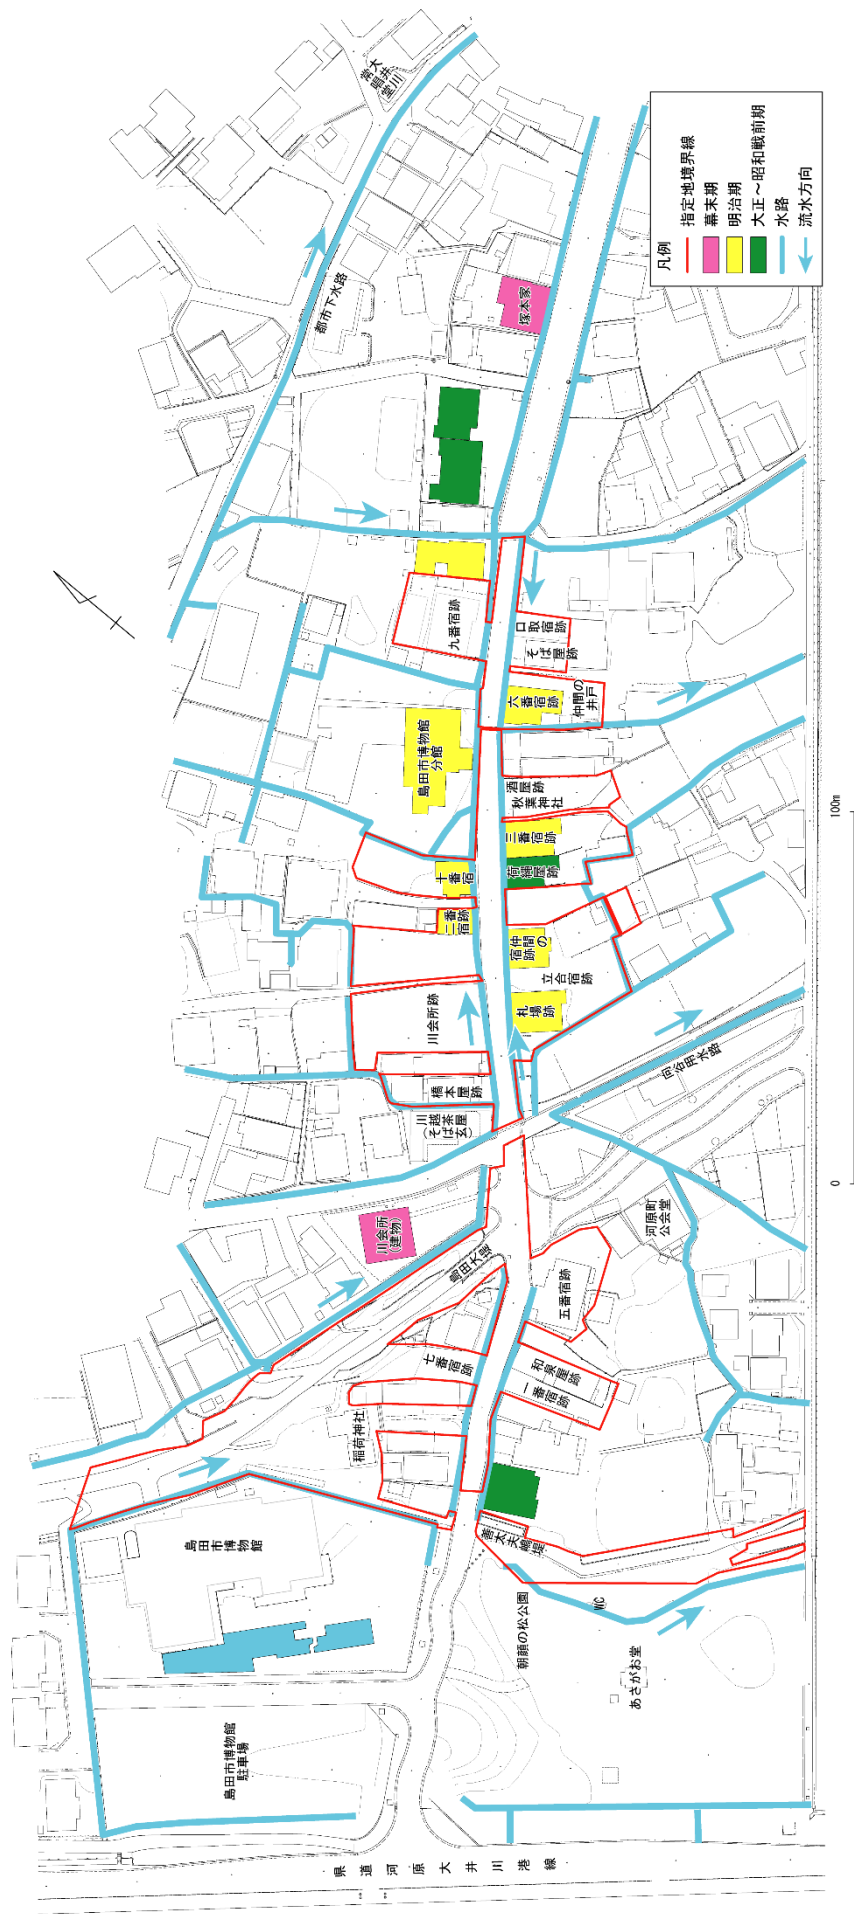 凡例
指定地境界線
幕末期
明治期
大正～昭和戦前期
水路
流水方向
常大
唱井
堂川
都市下水路
塚本家
九番宿跡
口取宿跡
そば屋跡
六番宿跡
仲間の
井戸
島田市博物館
分館
酒屋跡
秋葉神社
三番宿跡
荷縄屋跡
十番宿
二番
宿跡
仲間の
宿跡
立合宿跡
札場跡
川会所跡
橋本屋跡
川越茶屋
(そば玄)
向谷用水路
川会所
(建物)
島田大堤
河原町
公会堂
五番宿跡
七番宿跡
和泉屋跡
一番宿跡
稲荷神社
島田市博物館
善太夫嶋堤
朝顔の松公園
WC
あさがお堂
島田市博物館
駐車場
県道河原大井川港線
0
100m